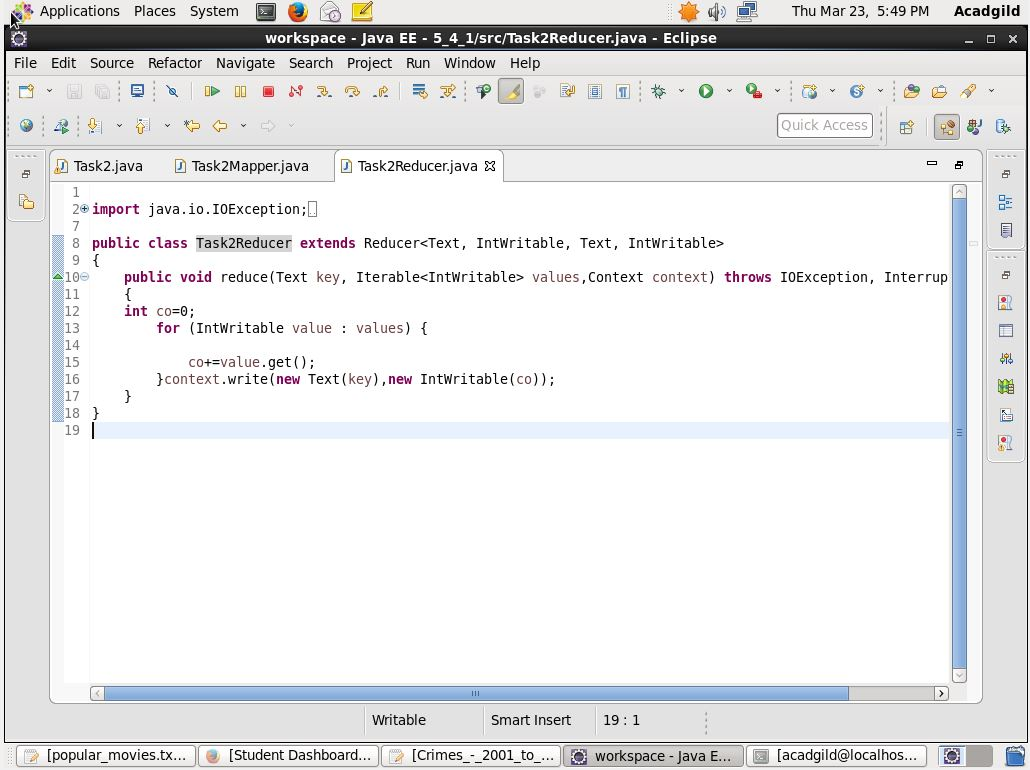 Applications Places System Thu Mar 23, 5:49 PM Acadgild
workspace - Java EE - 5_4_1/src/Task2Reducer.java - Eclipse
File Edit Source Refactor Navigate Search Project Run Window Help
Quick Access
Task2.java Task2Mapper.java Task2Reducer.java
1
2 import java.io.IOException;
7
8 public class Task2Reducer extends Reducer<Text, IntWritable, Text, IntWritable>
9 {
10 public void reduce(Text key, Iterable<IntWritable> values,Context context) throws IOException, Interrup
11 {
12 int co=0;
13 for (IntWritable value : values) {
14
15 co+=value.get();
16 }context.write(new Text(key),new IntWritable(co));
17 }
18 }
19
Writable Smart Insert 19 : 1
[popular_movies.tx... [Student Dashboard... [Crimes_-_2001_to_... workspace - Java E... [acadgild@localhos...